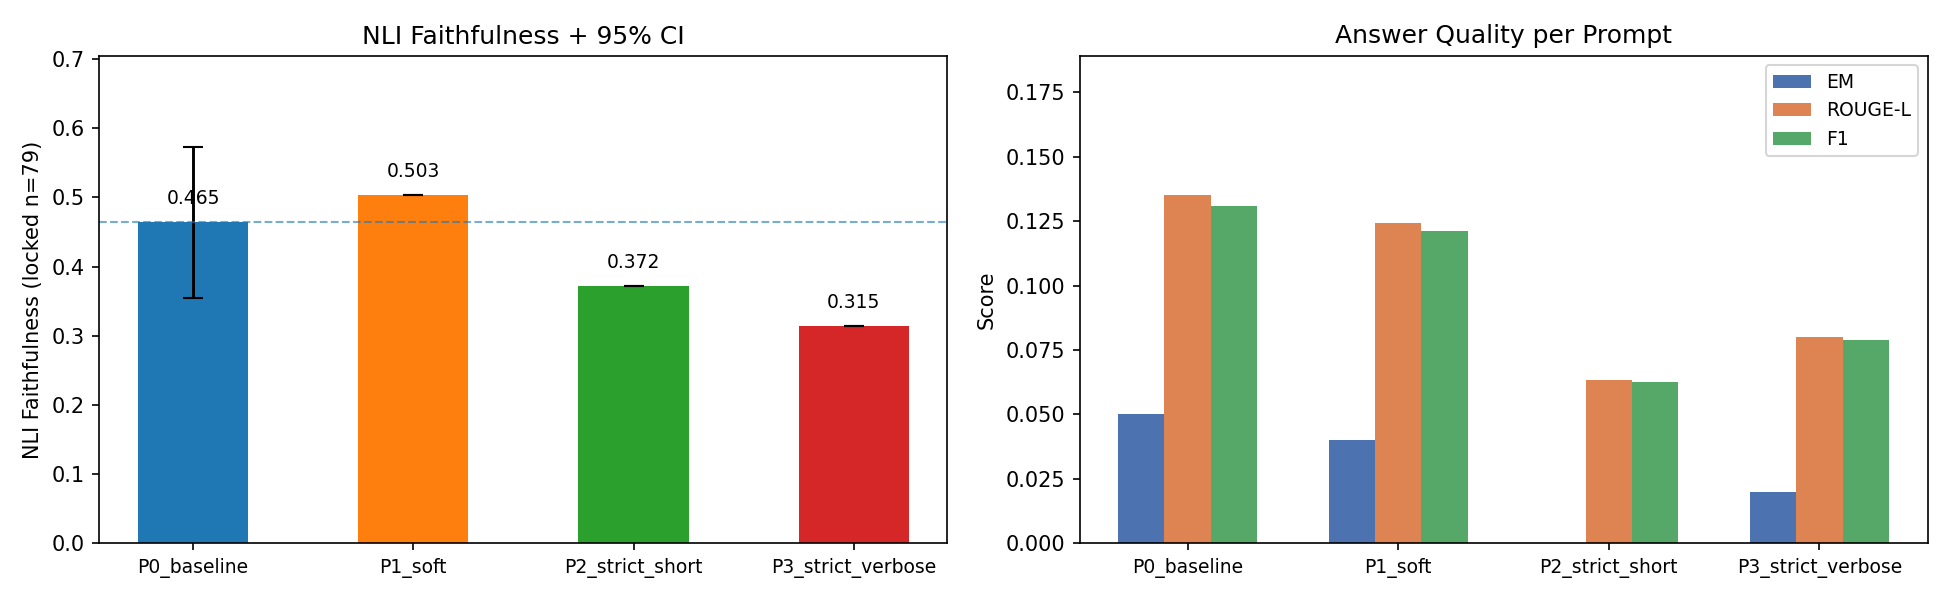 NLI Faithfulness + 95% CI
NLI Faithfulness (locked n=79)
0.7
0.6
0.5
0.4
0.3
0.2
0.1
0.0
0.465
0.503
0.372
0.315
P0_baseline
P1_soft
P2_strict_short
P3_strict_verbose
Answer Quality per Prompt
Score
0.175
0.150
0.125
0.100
0.075
0.050
0.025
0.000
EM
ROUGE-L
F1
P0_baseline
P1_soft
P2_strict_short
P3_strict_verbose